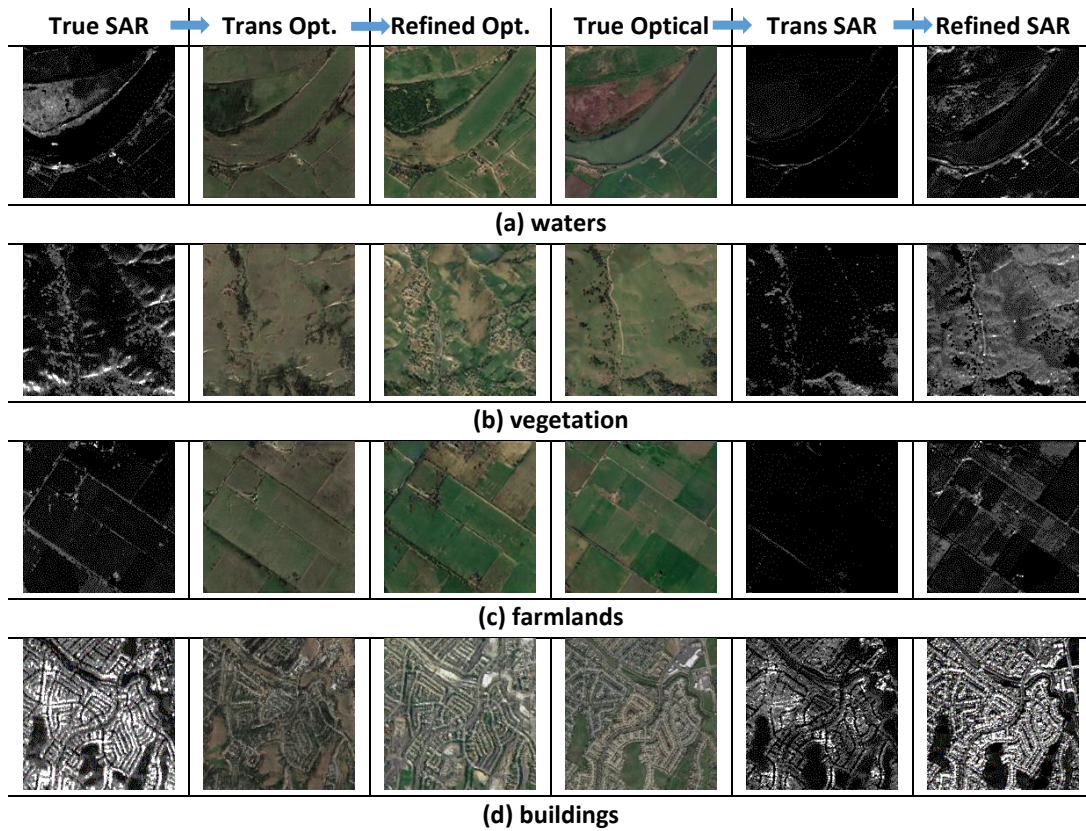 True SAR Trans Opt. Refined Opt. True Optical Trans SAR Refined SAR
(a) waters
(b) vegetation
(c) farmlands
(d) buildings